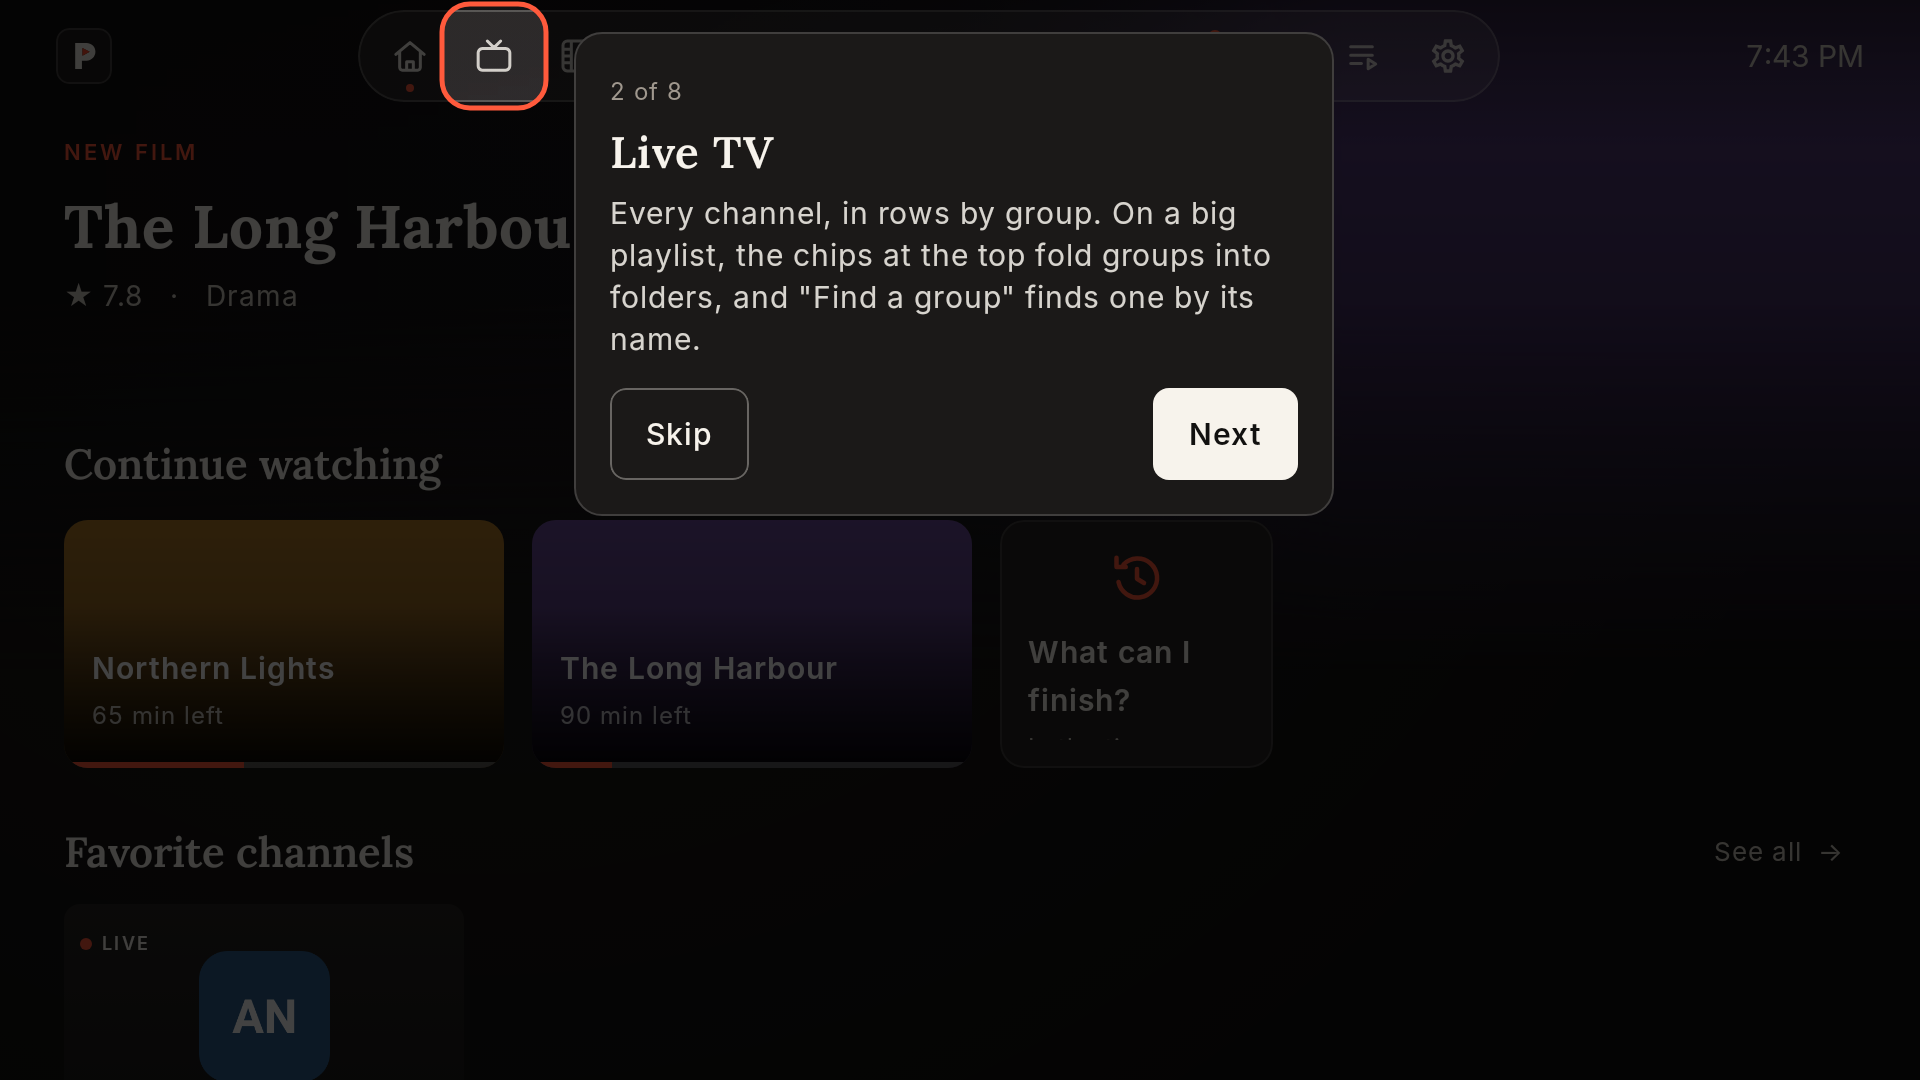 P
7:43 PM
2 of 8
Live TV
Every channel, in rows by group. On a big
playlist, the chips at the top fold groups into
folders, and "Find a group" finds one by its
name.
Skip
Next
NEW FILM
The Long Harbou
★ 7.8 · Drama
Continue watching
Northern Lights
65 min left
The Long Harbour
90 min left
What can I
finish?
Favorite channels
See all →
LIVE
AN